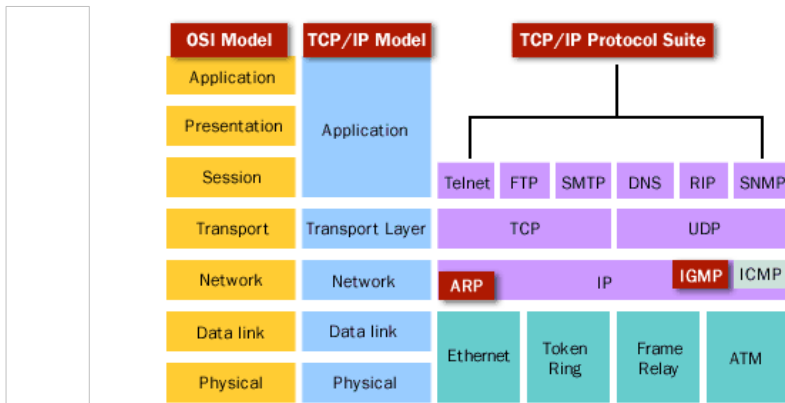 OSI Model
TCP/IP Model
TCP/IP Protocol Suite
Application
Presentation
Application
Session
Telnet
FTP
SMTP
DNS
RIP
SNMP
Transport
Transport Layer
TCP
UDP
Network
Network
ARP
IP
IGMP
ICMP
Data link
Data link
Ethernet
Token
Ring
Frame
Relay
ATM
Physical
Physical